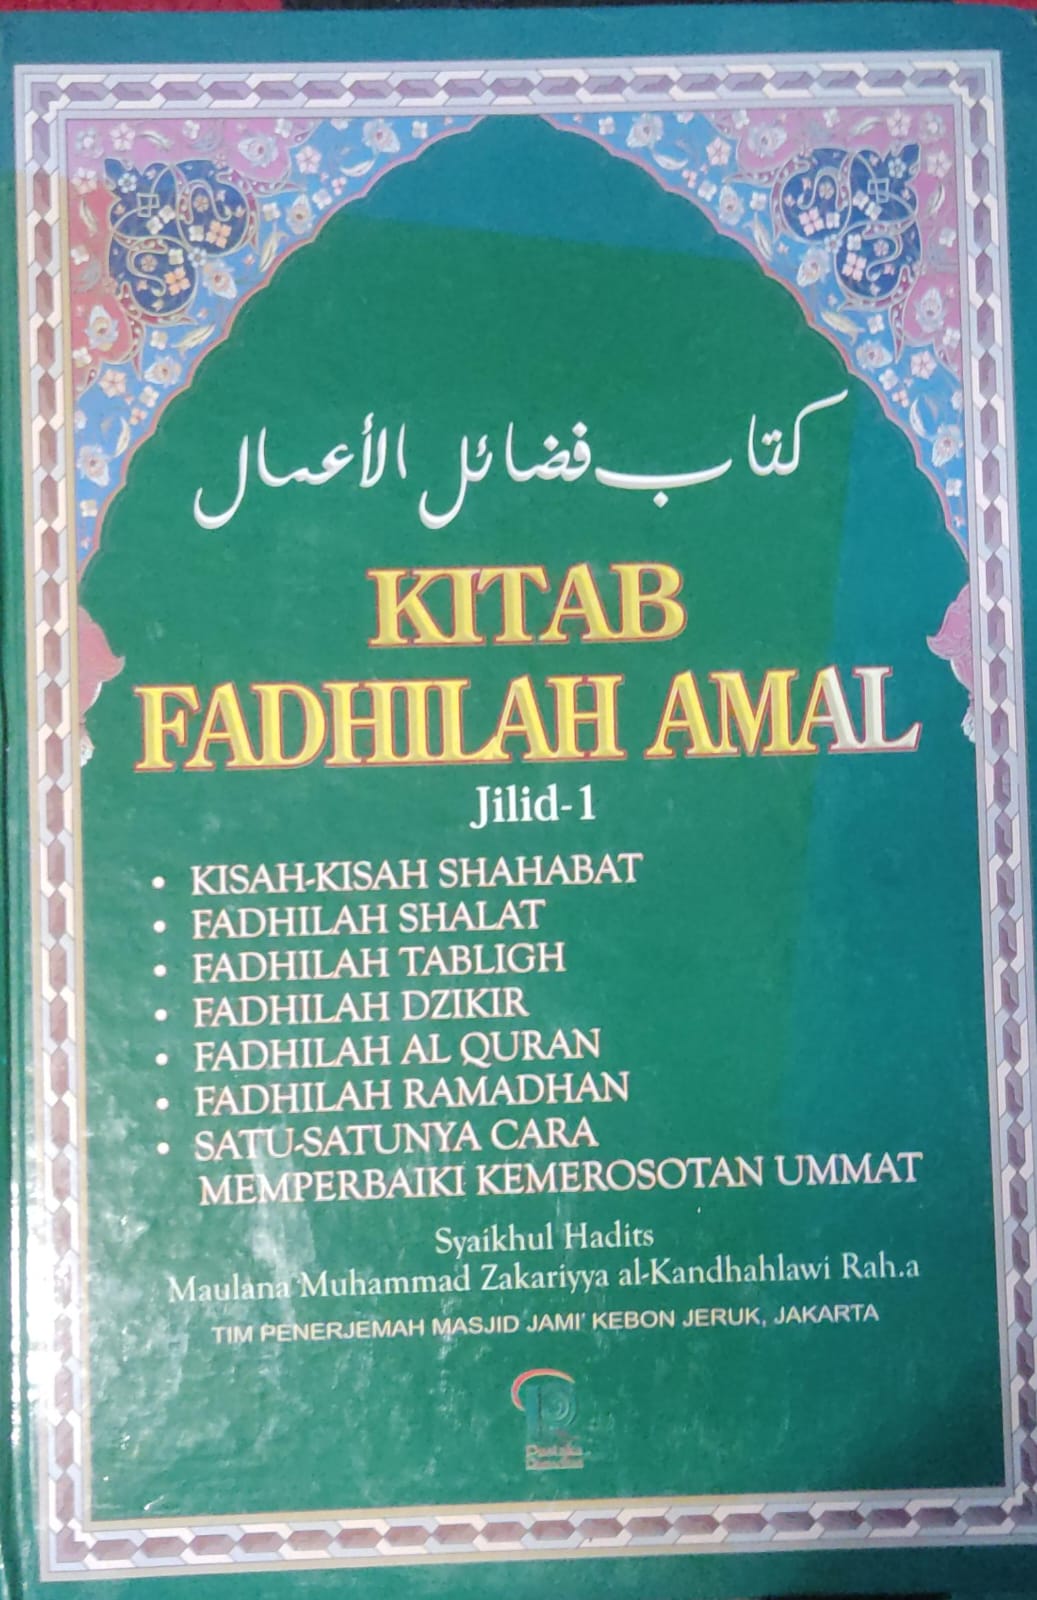 كتاب فضائل الأعمال
KITAB
FADHILAH AMAL
Jilid-1
• KISAH-KISAH SHAHABAT
• FADHILAH SHALAT
• FADHILAH TABLIGH
• FADHILAH DZIKIR
• FADHILAH AL QURAN
• FADHILAH RAMADHAN
• SATU-SATUNYA CARA
MEMPERBAIKI KEMEROSOTAN UMMAT
Syaikhul Hadits
Maulana Muhammad Zakariyya al-Kandhahlawi Rah.a
TIM PENERJEMAH MASJID JAMI' KEBON JERUK, JAKARTA
Pustaka